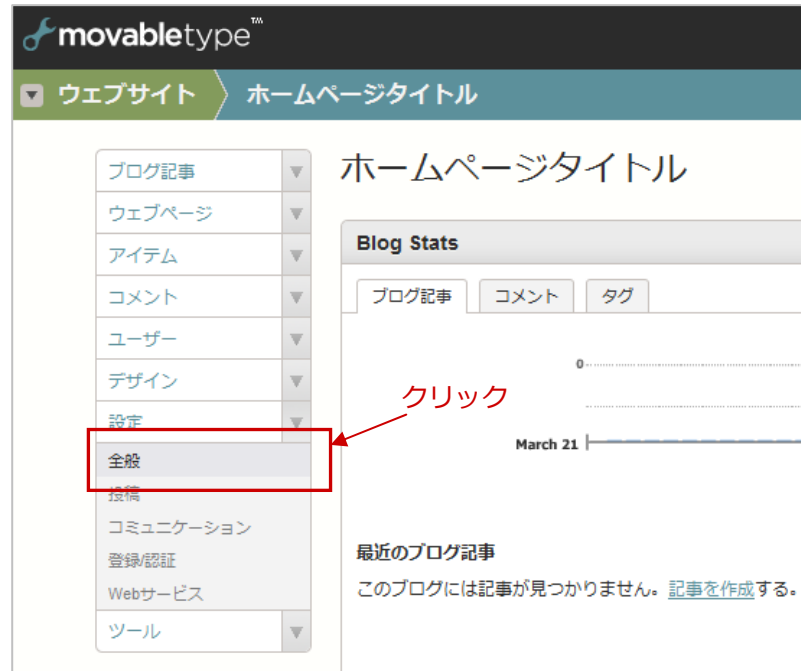 movabletype™
ウェブサイト ホームページタイトル
ブログ記事
ウェブページ
アイテム
コメント
ユーザー
デザイン
設定
全般
投稿
コミュニケーション
登録/認証
Webサービス
ツール
ホームページタイトル
Blog Stats
ブログ記事 コメント タグ
0
クリック
March 21
最近のブログ記事
このブログには記事が見つかりません。記事を作成する。